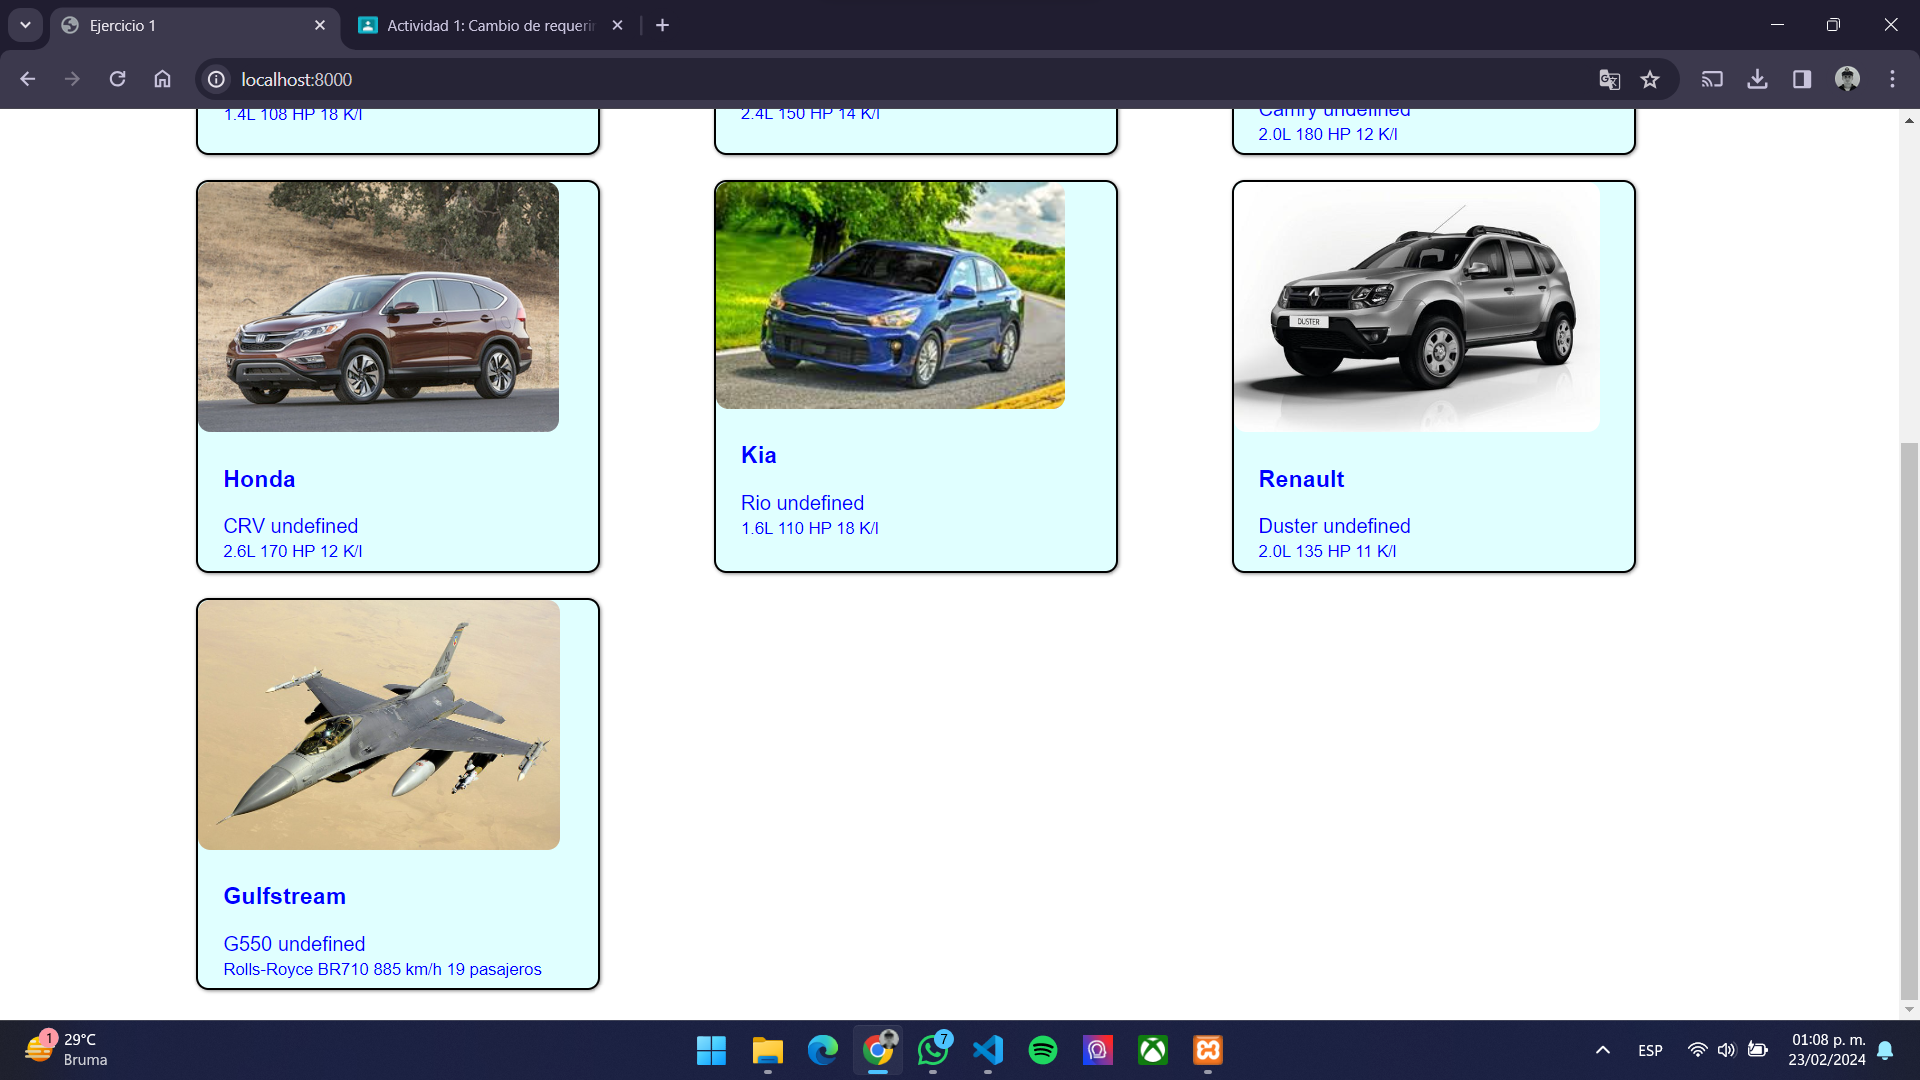 Ejercicio 1
Actividad 1: Cambio de requerir
localhost:8000
1.4L 108 HP 18 K/l
2.4L 150 HP 14 K/l
Camry undefined
2.0L 180 HP 12 K/l
Honda
CRV undefined
2.6L 170 HP 12 K/l
Kia
Rio undefined
1.6L 110 HP 18 K/l
DUSTER
Renault
Duster undefined
2.0L 135 HP 11 K/l
Gulfstream
G550 undefined
Rolls-Royce BR710 885 km/h 19 pasajeros
1
29°C
Bruma
7
ESP
01:08 p. m.
23/02/2024